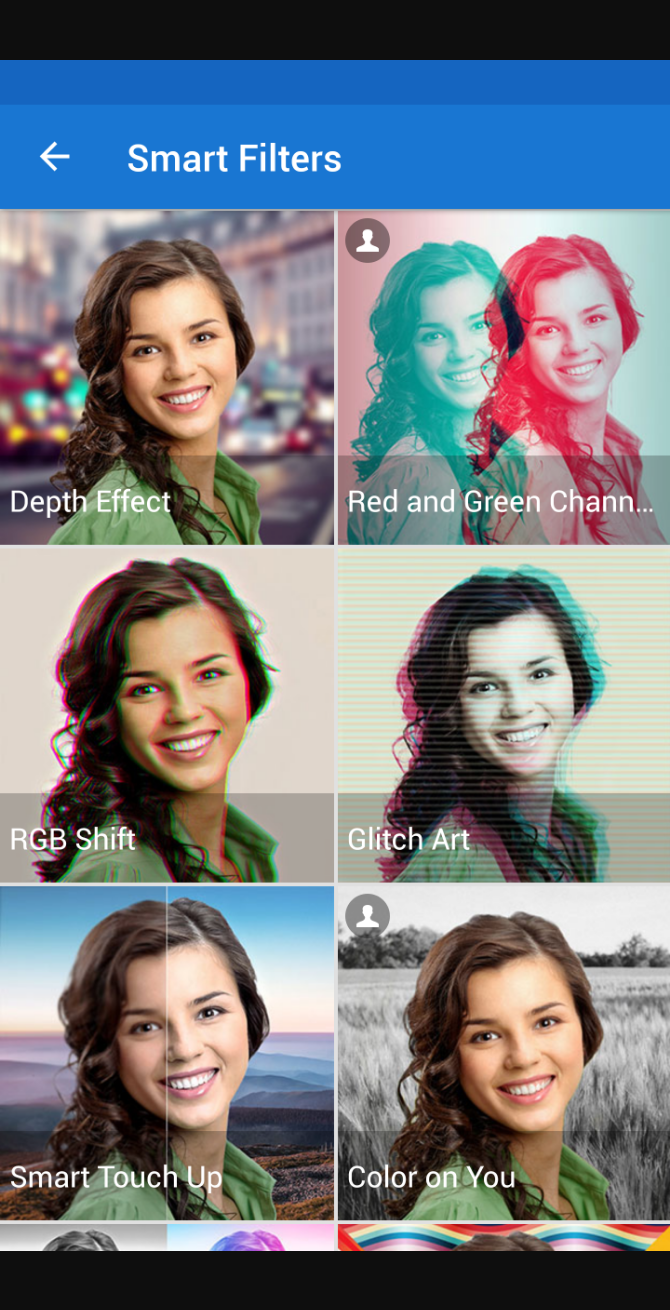 Smart Filters
Depth Effect
Red and Green Chann...
RGB Shift
Glitch Art
Smart Touch Up
Color on You